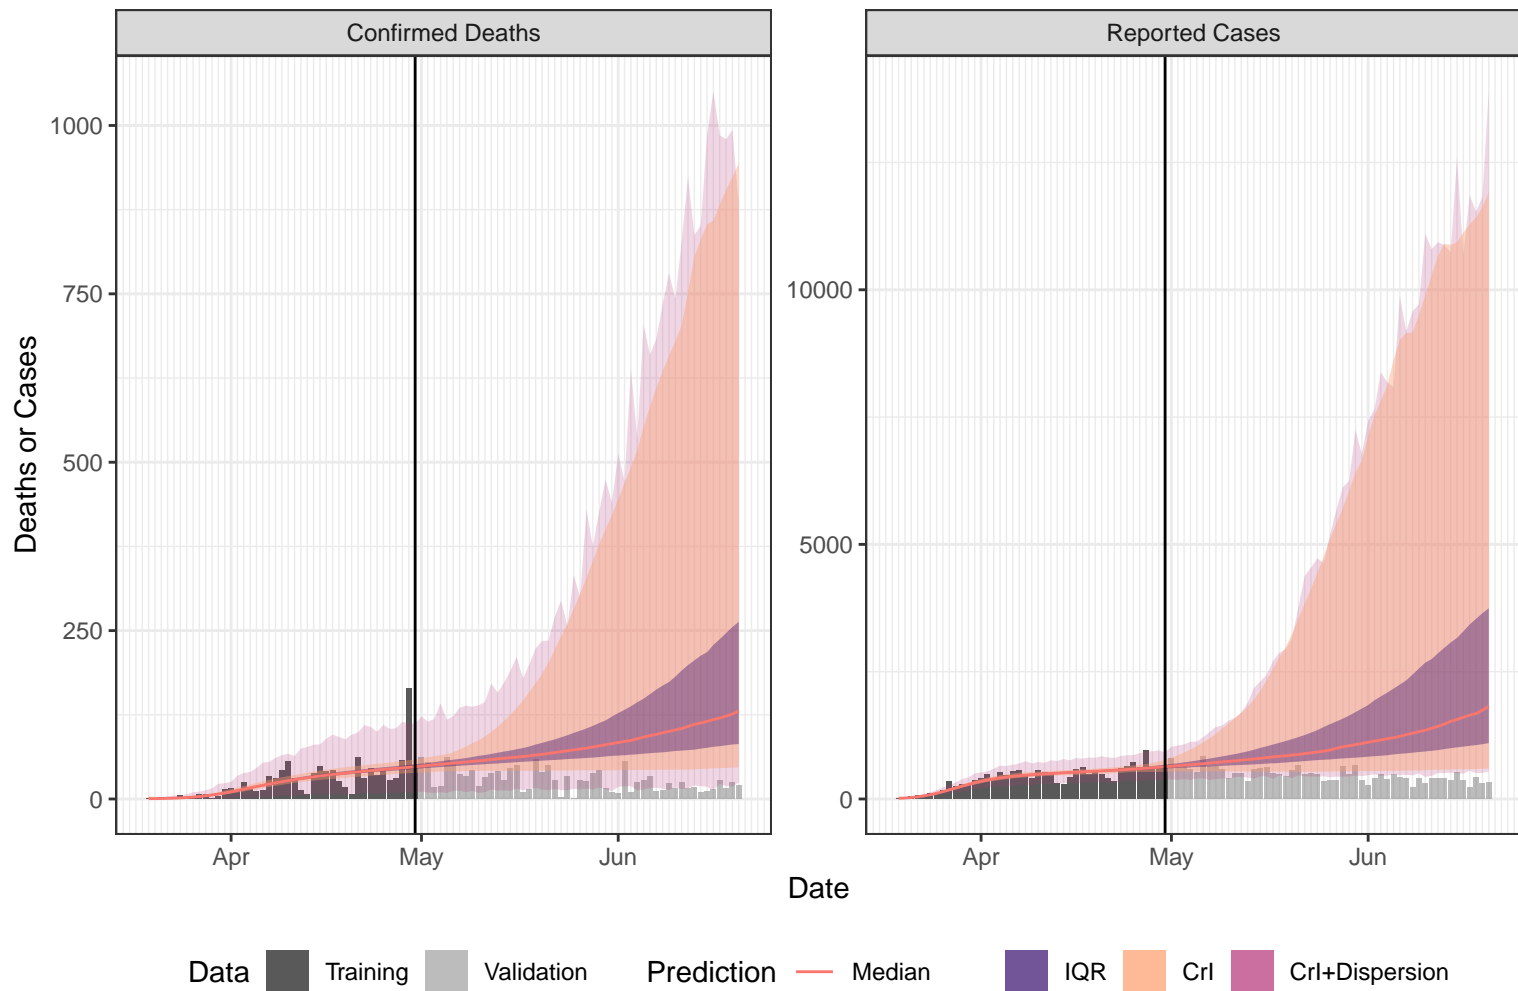 Confirmed Deaths
Reported Cases
Deaths or Cases
1000
750
500
250
0
10000
5000
0
Apr
May
Jun
Apr
May
Jun
Date
Data
Training
Validation
Prediction
Median
IQR
CrI
CrI+Dispersion